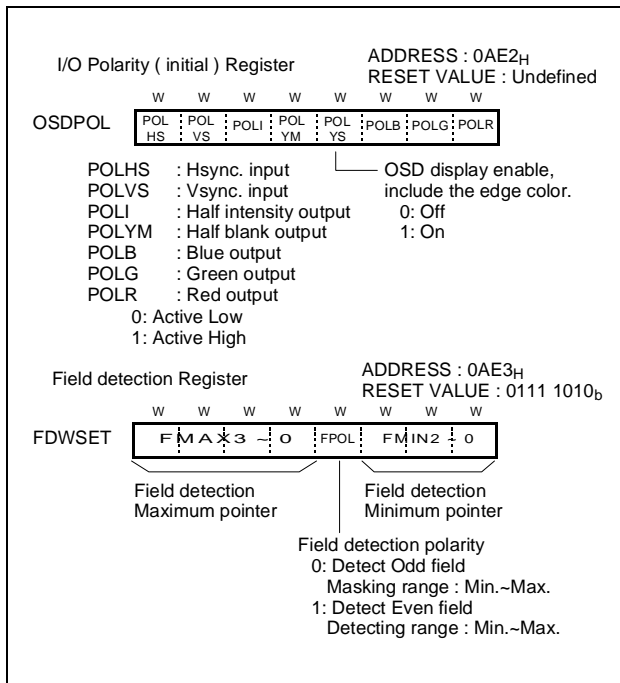 I/O Polarity ( initial ) Register
ADDRESS : 0AE2H
RESET VALUE : Undefined
W W W W W W W W
OSDPOL
POL HS
POL VS
POLI
POL YM
POL YS
POLB
POLG
POLR
POLHS : Hsync. input
POLVS : Vsync. input
POLI : Half intensity output
POLYM : Half blank output
POLB : Blue output
POLG : Green output
POLR : Red output
0: Active Low
1: Active High
OSD display enable,
include the edge color.
0: Off
1: On
Field detection Register
ADDRESS : 0AE3H
RESET VALUE : 0111 1010b
W W W W W W W W
FDWSET
FMAX3 ~ 0
FPOL
FMIN2 ~ 0
Field detection
Maximum pointer
Field detection
Minimum pointer
Field detection polarity
0: Detect Odd field
Masking range : Min.~Max.
1: Detect Even field
Detecting range : Min.~Max.